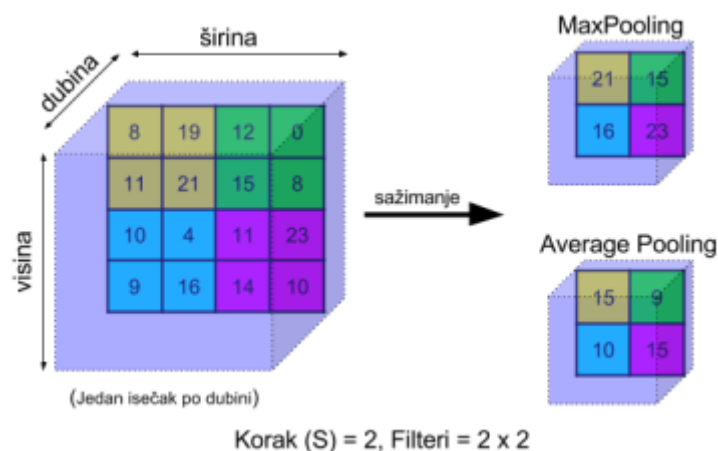 širina
dubina
visina
8 19 12 0
11 21 15 8
10 4 11 23
9 16 14 10
(Jedan isečak po dubini)
sažimanje
MaxPooling
21 15
16 23
Average Pooling
15 9
10 15
Korak (S) = 2, Filteri = 2 x 2